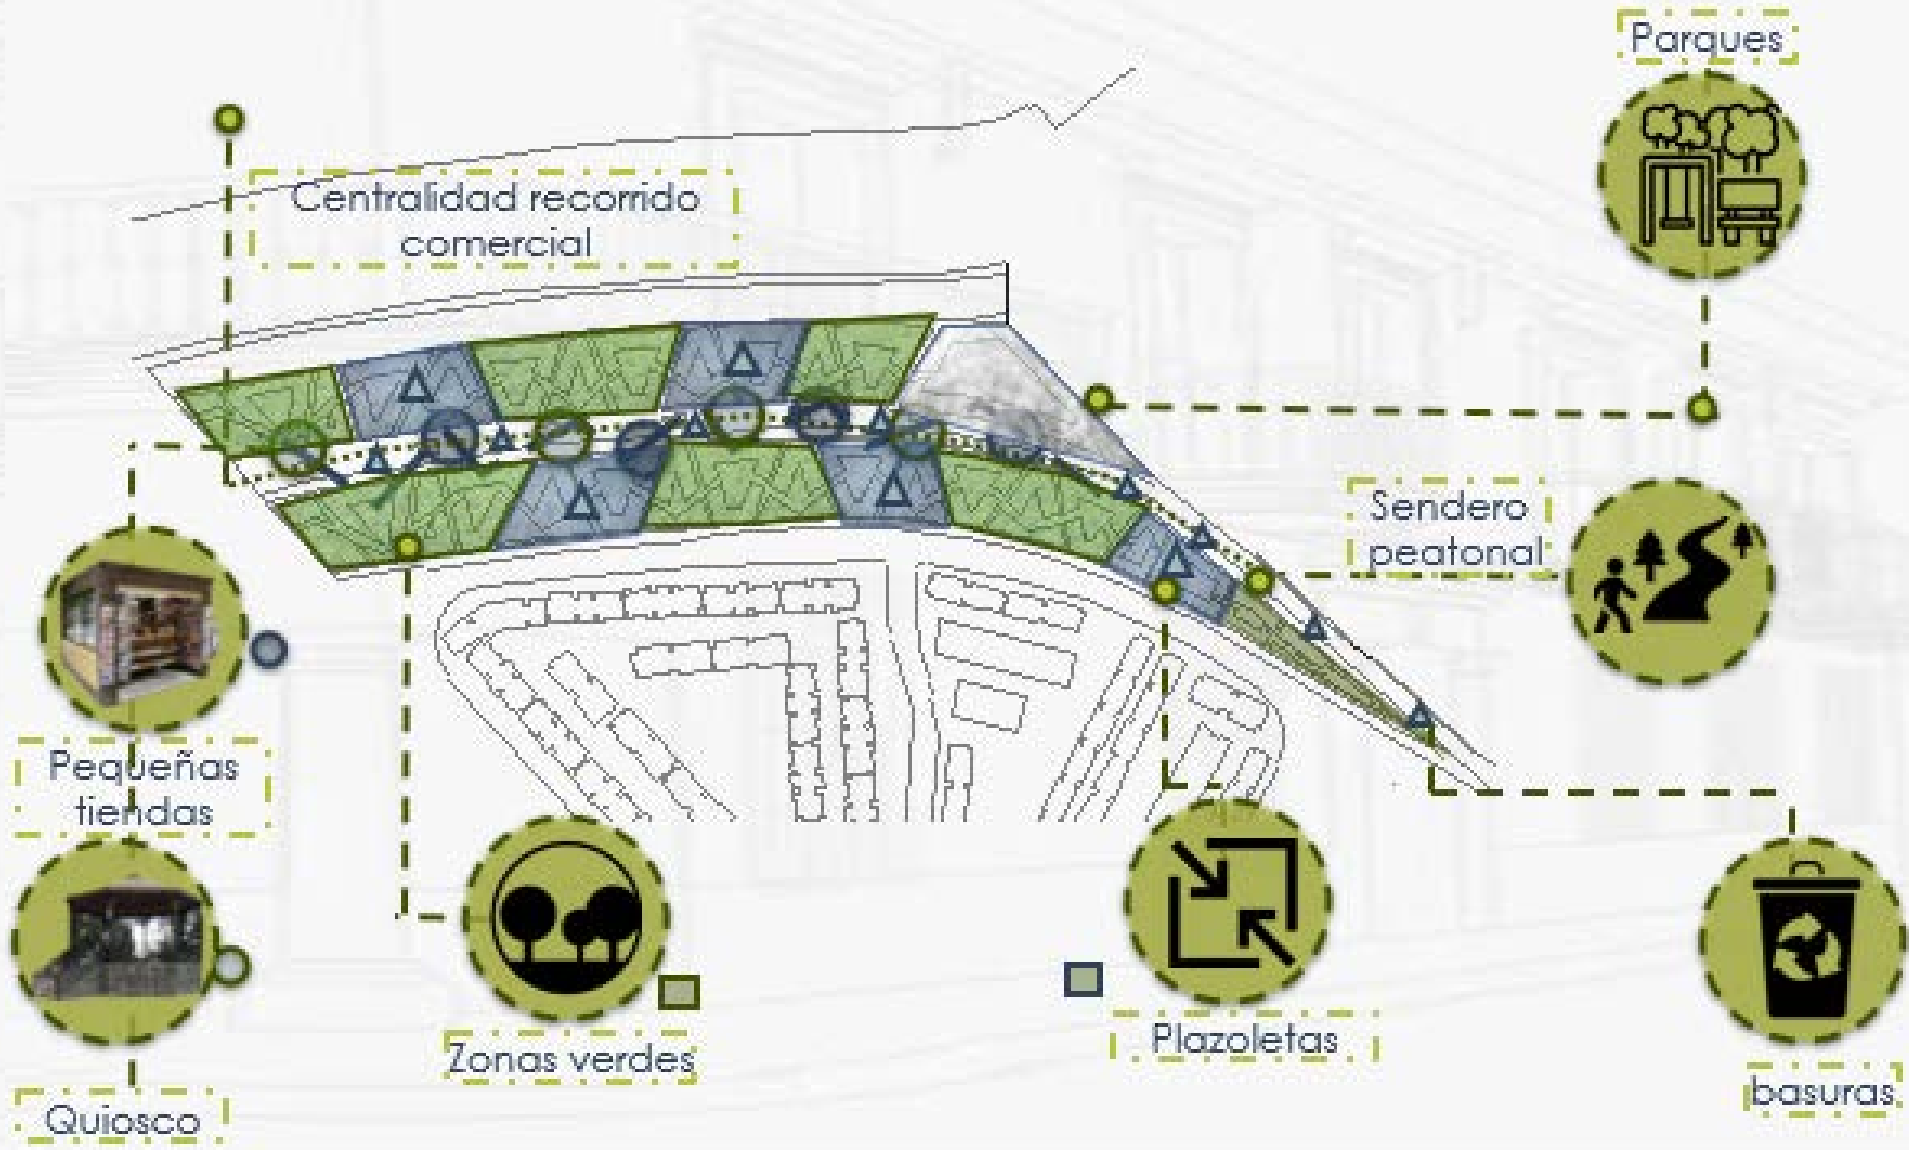 Parques
Centralidad recorrido
comercial
Sendero
peatonal
Pequeñas
tiendas
Quiosco
Zonas verdes
Plazoletas
basuras